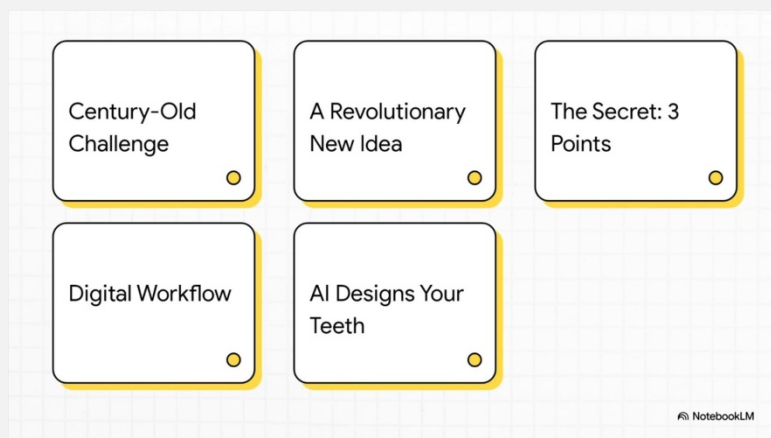 Century-Old
Challenge
A Revolutionary
New Idea
The Secret: 3
Points
Digital Workflow
AI Designs Your
Teeth
NotebookLM